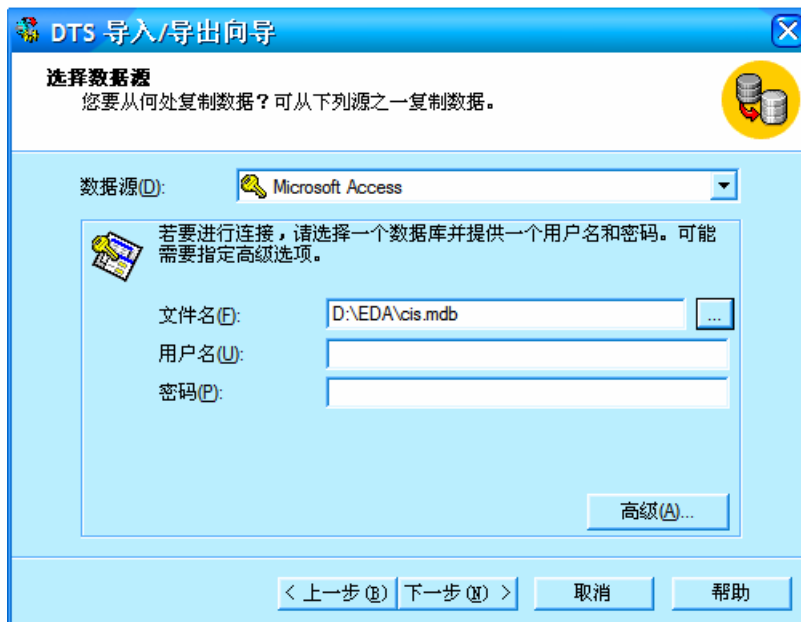 DTS 导入/导出向导
选择数据源
您要从何处复制数据？可从下列源之一复制数据。
数据源(D):
Microsoft Access
若要进行连接，请选择一个数据库并提供一个用户名和密码。可能
需要指定高级选项。
文件名(F):
D:\EDA\cis.mdb
...
用户名(U):
密码(P):
高级(A)...
< 上一步(B)
下一步(N) >
取消
帮助